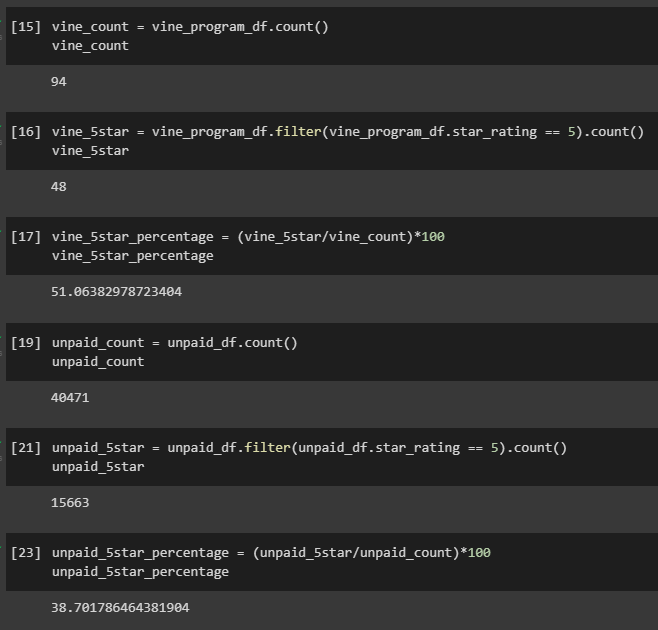 [15] vine_count = vine_program_df.count()
vine_count
94
[16] vine_5star = vine_program_df.filter(vine_program_df.star_rating == 5).count()
vine_5star
48
[17] vine_5star_percentage = (vine_5star/vine_count)*100
vine_5star_percentage
51.06382978723404
[19] unpaid_count = unpaid_df.count()
unpaid_count
40471
[21] unpaid_5star = unpaid_df.filter(unpaid_df.star_rating == 5).count()
unpaid_5star
15663
[23] unpaid_5star_percentage = (unpaid_5star/unpaid_count)*100
unpaid_5star_percentage
38.701786464381904